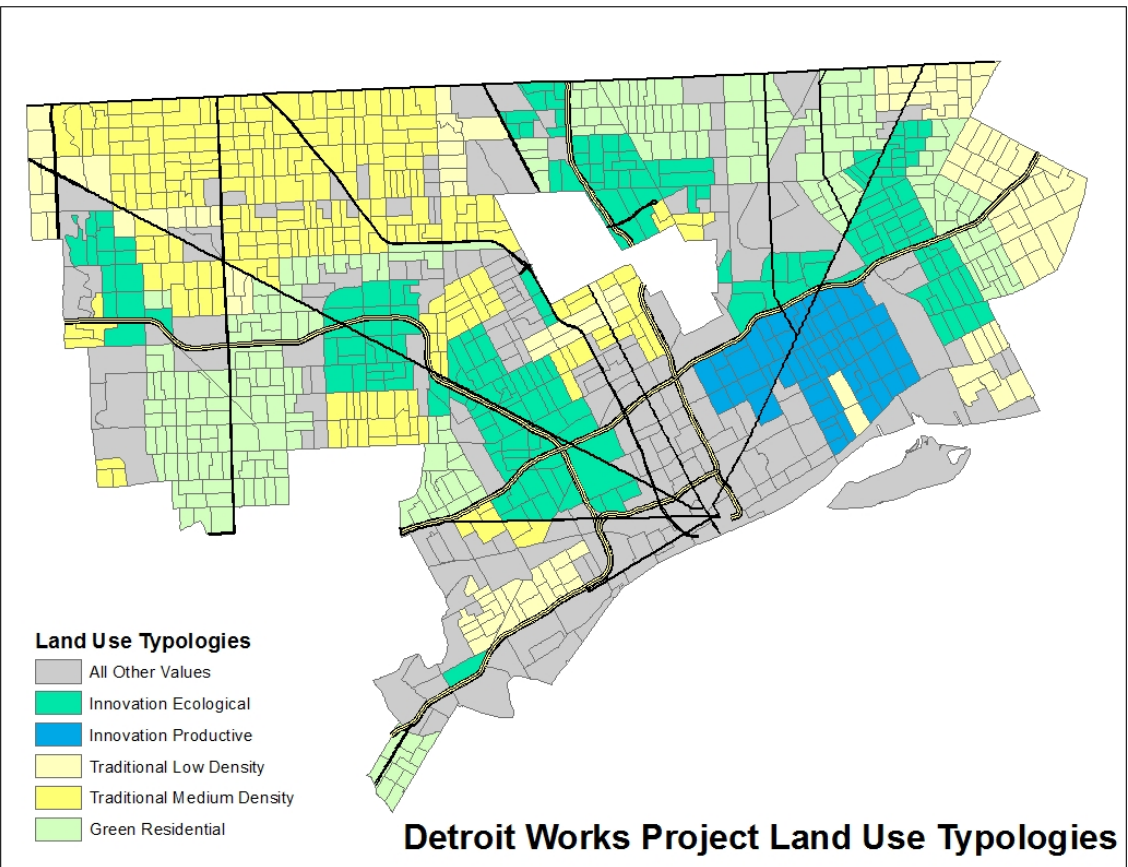 Land Use Typologies
All Other Values
Innovation Ecological
Innovation Productive
Traditional Low Density
Traditional Medium Density
Green Residential
Detroit Works Project Land Use Typologies